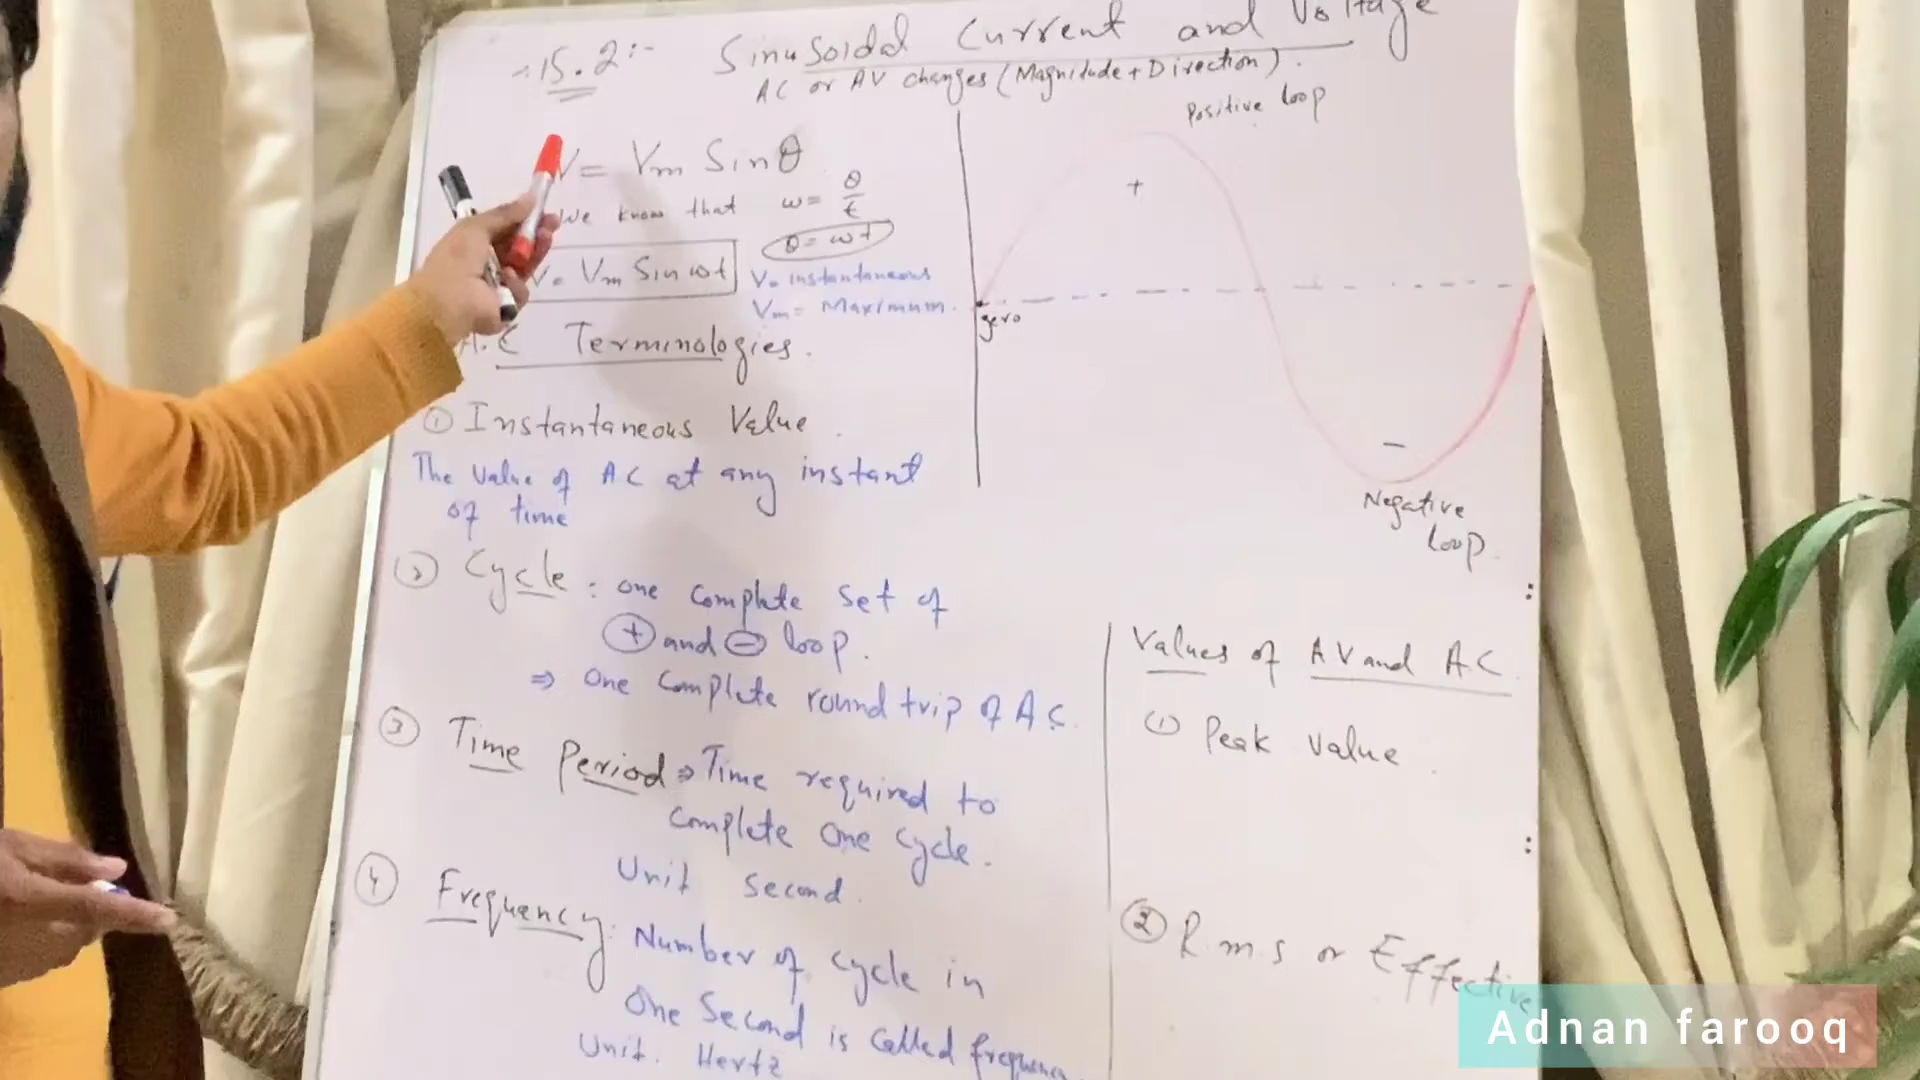 :15.2:- Sinusoidal Current and Voltage
AC or AV changes (Magnitude + Direction).
V = Vm Sinθ
We know that ω = θ/t
θ = ωt
V = Vm Sin ωt
V = instantaneous
Vm = Maximum.
A.C Terminologies.
① Instantaneous Value.
The Value of AC at any instant
of time
② Cycle: one complete set of
⊕ and ⊖ loop.
⇒ One complete round trip of A.C.
③ Time Period ⇒ Time required to
complete one cycle.
Unit second.
④ Frequency: Number of cycle in
One Second is called frequency
Unit. Hertz
Positive loop
+
zero
–
Negative
loop.
Values of AV and A.C
① Peak value.
② R.m.s or Effective
Adnan farooq